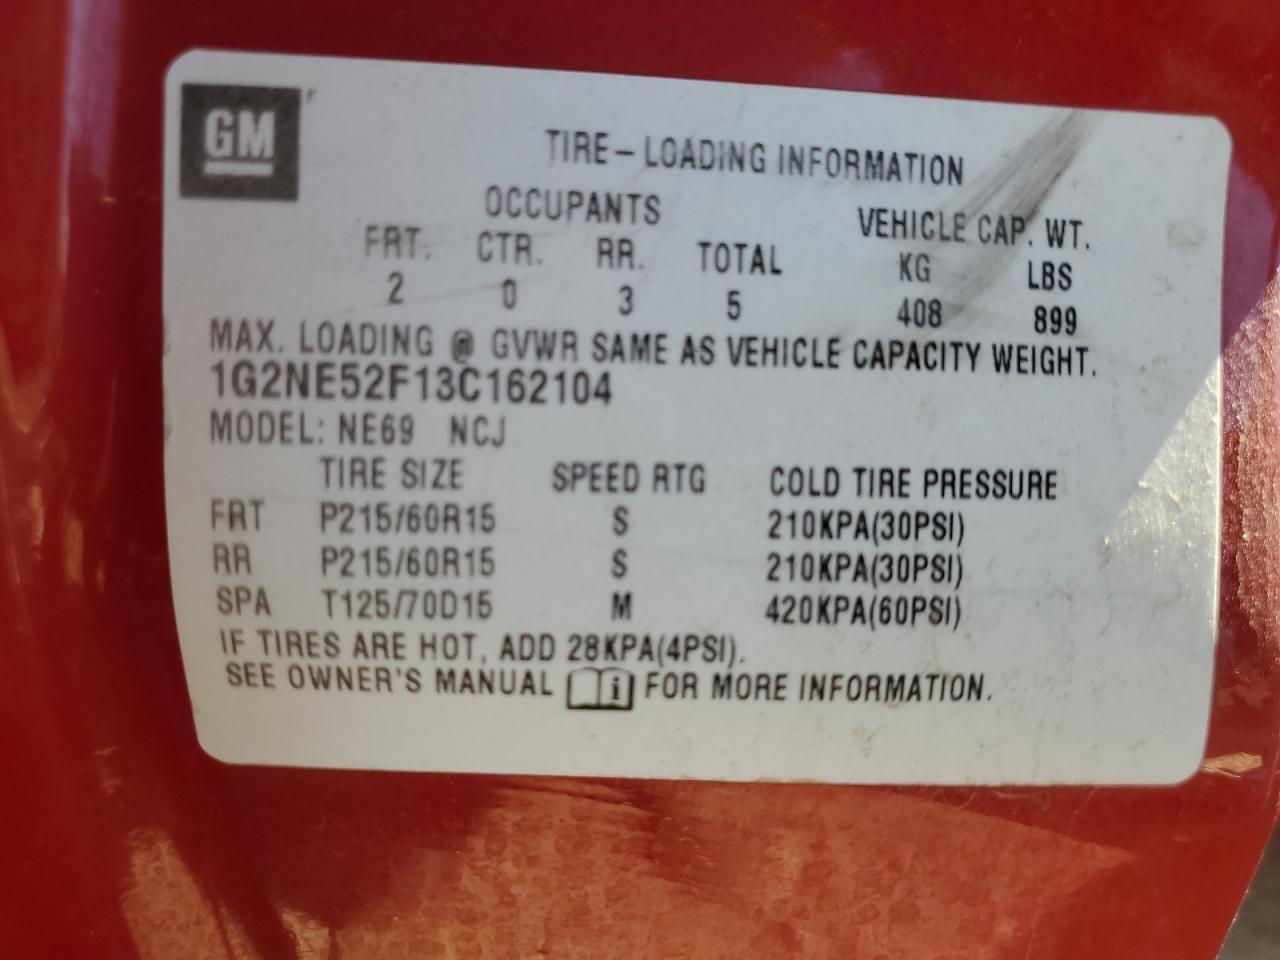 GM
TIRE-LOADING INFORMATION
OCCUPANTS VEHICLE CAP. WT.
FRT. CTR. RR. TOTAL KG LBS
2 0 3 5 408 899
MAX. LOADING @ GVWR SAME AS VEHICLE CAPACITY WEIGHT.
1G2NE52F13C162104
MODEL: NE69 NCJ
TIRE SIZE SPEED RTG COLD TIRE PRESSURE
FRT P215/60R15 S 210KPA(30PSI)
RR P215/60R15 S 210KPA(30PSI)
SPA T125/70D15 M 420KPA(60PSI)
IF TIRES ARE HOT, ADD 28KPA(4PSI).
SEE OWNER'S MANUAL i FOR MORE INFORMATION.